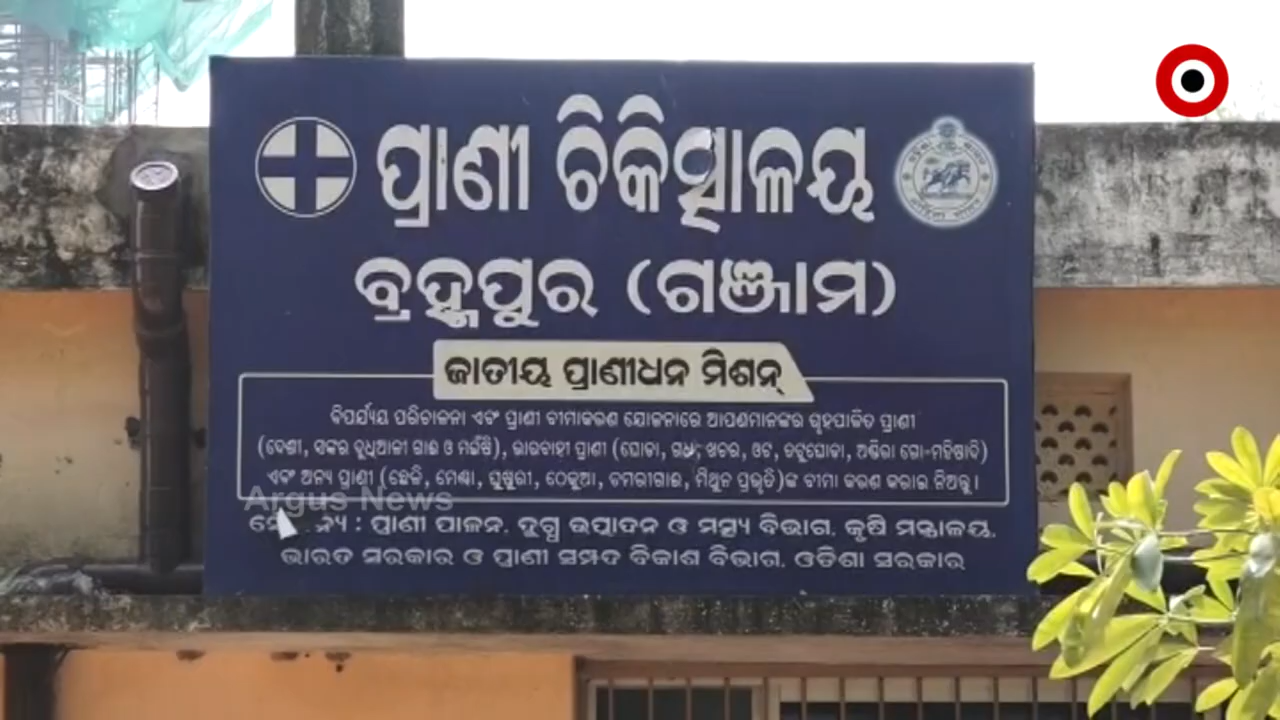 ପ୍ରାଣୀ ଚିକିତ୍ସାଳୟ
ବ୍ରହ୍ମପୁର (ଗଞ୍ଜାମ)
ଜାତୀୟ ପ୍ରାଣୀଧନ ମିଶନ୍
ବିପର୍ଯ୍ୟୟ ପରିଚାଳନା ଏବଂ ପ୍ରାଣୀ ବୀମାକରଣ ଯୋଜନାରେ ଆପଣମାନଙ୍କର ଗୃହପାଳିତ ପ୍ରାଣୀ
(ଦେଶୀ, ସଙ୍କର ଦୁଧିଆଳୀ ଗାଈ ଓ ମଇଁଷି), ଭାରବାହୀ ପ୍ରାଣୀ (ଘୋଡା, ଗଧ, ଖଚର, ଓଟ, ଟଟୁଘୋଡା, ଅଣ୍ଡିରା ଗୋ-ମହିଷାଦି)
ଏବଂ ଅନ୍ୟ ପ୍ରାଣୀ (ଛେଳି, ମେଣ୍ଢା, ଘୁଷୁରୀ, ଠେକୁଆ, ଚମରୀଗାଈ, ମିଥୁନ ପ୍ରଭୃତି)ଙ୍କ ବୀମା କରଣ କରାଇ ନିଅନ୍ତୁ।
Argus News
: ପ୍ରାଣୀ ପାଳନ, ଦୁଗ୍ଧ ଉତ୍ପାଦନ ଓ ମତ୍ସ୍ୟ ବିଭାଗ, କୃଷି ମନ୍ତ୍ରାଳୟ,
ଭାରତ ସରକାର ଓ ପ୍ରାଣୀ ସମ୍ପଦ ବିକାଶ ବିଭାଗ, ଓଡିଶା ସରକାର